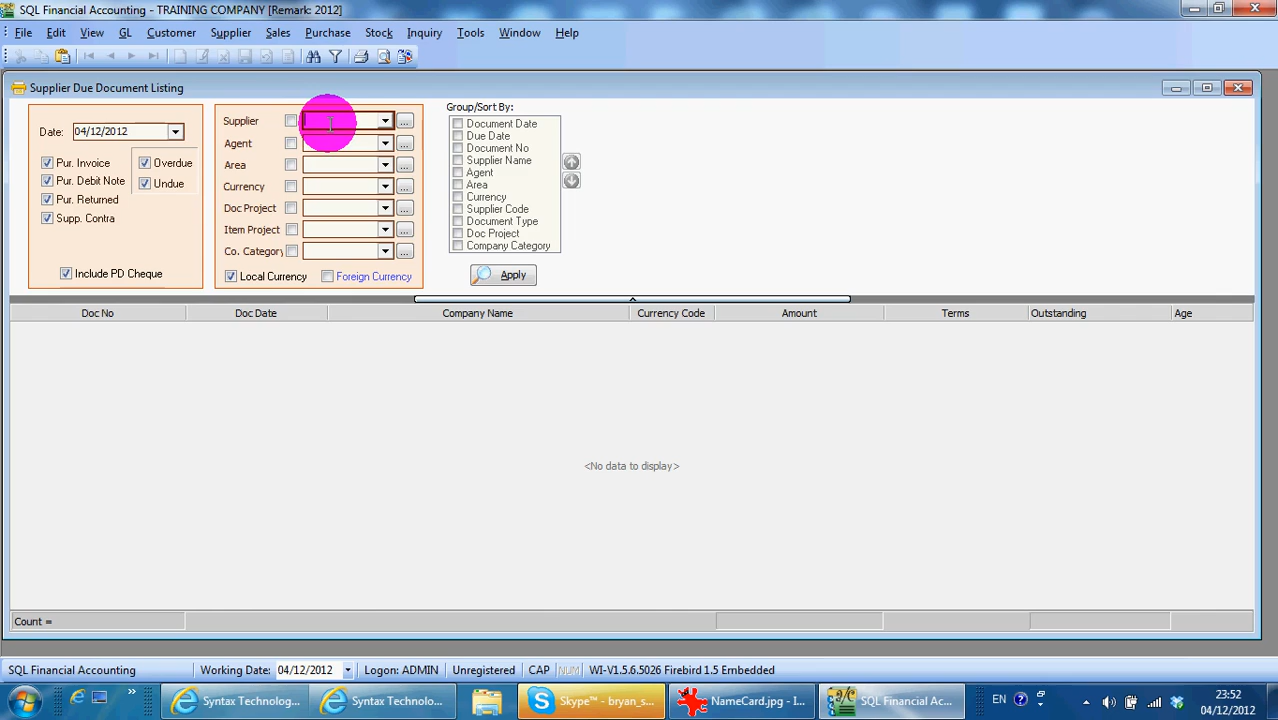 SQL Financial Accounting - TRAINING COMPANY [Remark: 2012]
File Edit View GL Customer Supplier Sales Purchase Stock Inquiry Tools Window Help
Supplier Due Document Listing
Date: 04/12/2012
Pur. Invoice
Pur. Debit Note
Pur. Returned
Supp. Contra
Overdue
Undue
Include PD Cheque
Supplier
Agent
Area
Currency
Doc Project
Item Project
Co. Category
Local Currency Foreign Currency
Group/Sort By:
Document Date
Due Date
Document No
Supplier Name
Agent
Area
Currency
Supplier Code
Document Type
Doc Project
Company Category
Apply
Doc No Doc Date Company Name Currency Code Amount Terms Outstanding Age
<No data to display>
Count =
SQL Financial Accounting Working Date: 04/12/2012 Logon: ADMIN Unregistered CAP NUM WI-V1.5.6.5026 Firebird 1.5 Embedded
Syntax Technolog... Syntax Technolo... Skype™ - bryan_s... NameCard.jpg - I... SQL Financial Ac... EN 23:52
04/12/2012